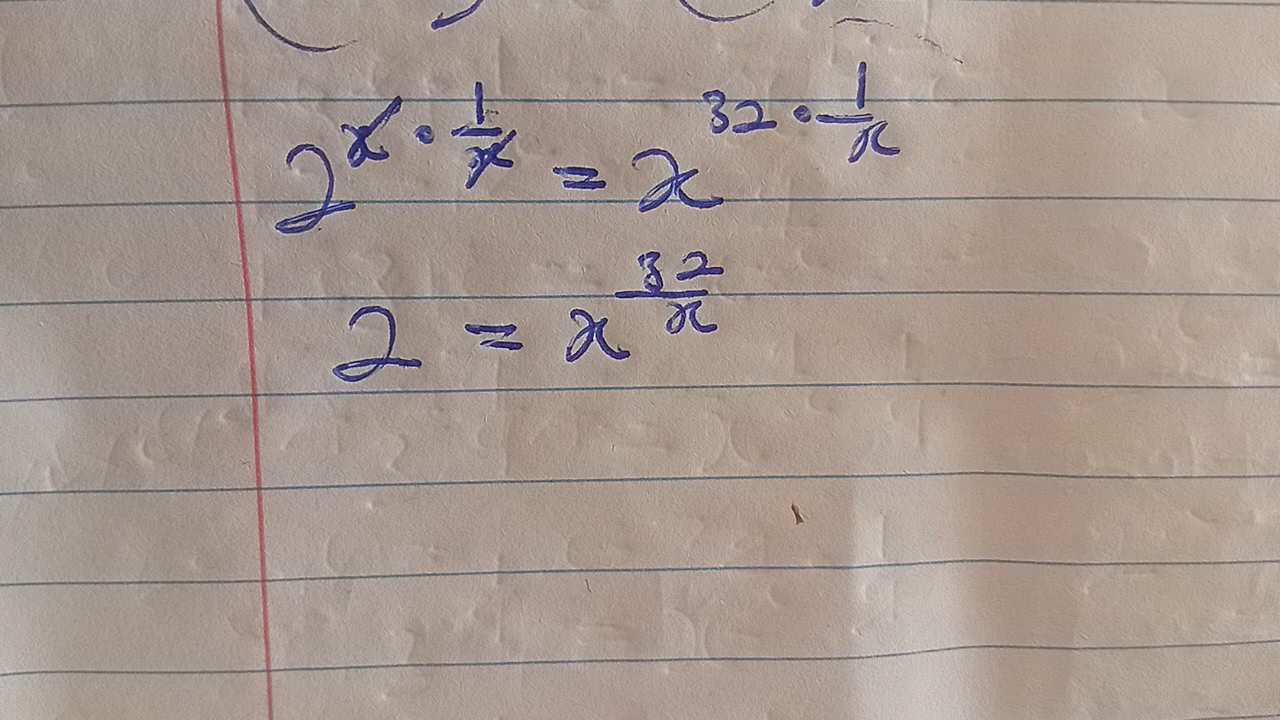 2^{x · 1/x} = x^{32 · 1/x}
2 = x^{32/x}